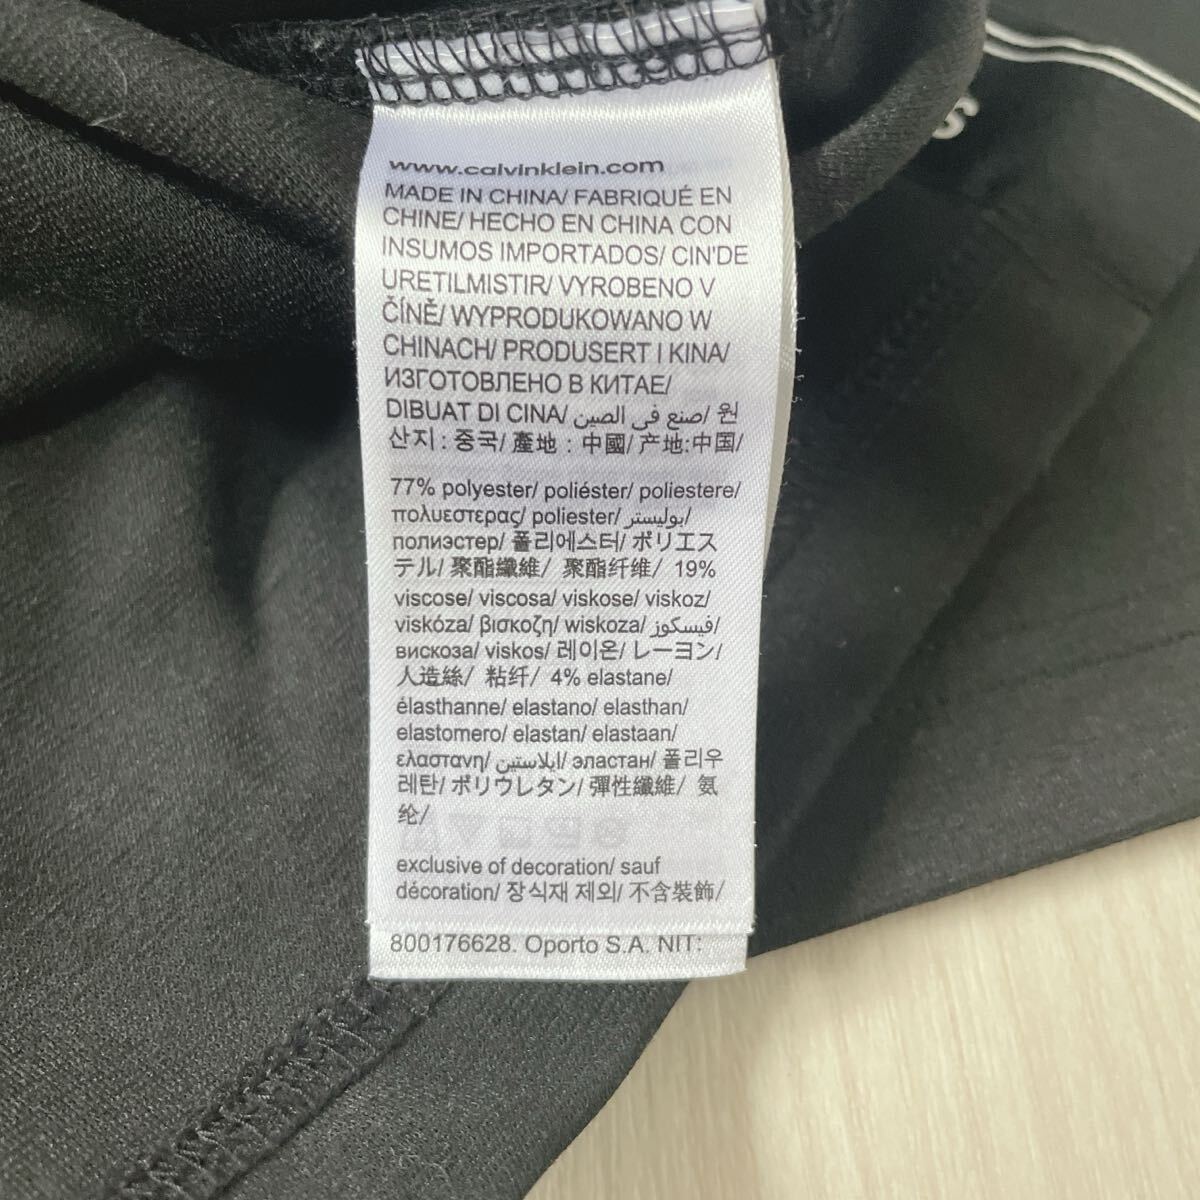 www.calvinklein.com
MADE IN CHINA/ FABRIQUÉ EN
CHINE/ HECHO EN CHINA CON
INSUMOS IMPORTADOS/ CIN'DE
URETILMISTIR/ VYROBENO V
ČÍNĚ/ WYPRODUKOWANO W
CHINACH/ PRODUSERT I KINA/
ИЗГОТОВЛЕНО В КИТАЕ/
DIBUAT DI CINA/ صنع في الصين/ 원
산지 : 중국/ 產地 : 中國/ 产地:中国/
77% polyester/ poliéster/ poliestere/
πολυεστερας/ poliester/ بوليستر/
полиэстер/ 폴리에스터/ ポリエス
テル/ 聚酯纖維/ 聚酯纤维/ 19%
viscose/ viscosa/ viskose/ viskoz/
viskóza/ βισκοζη/ wiskoza/ فيسكوز/
вискоза/ viskos/ 레이온/ レーヨン/
人造絲/ 粘纤/ 4% elastane/
élasthanne/ elastano/ elasthan/
elastomero/ elastan/ elastaan/
ελαστανη/ ايلاستين/ эластан/ 폴리우
레탄/ ポリウレタン/ 彈性纖維/ 氨
纶/
exclusive of decoration/ sauf
décoration/ 장식재 제외/ 不含裝飾/
800176628. Oporto S.A. NIT: